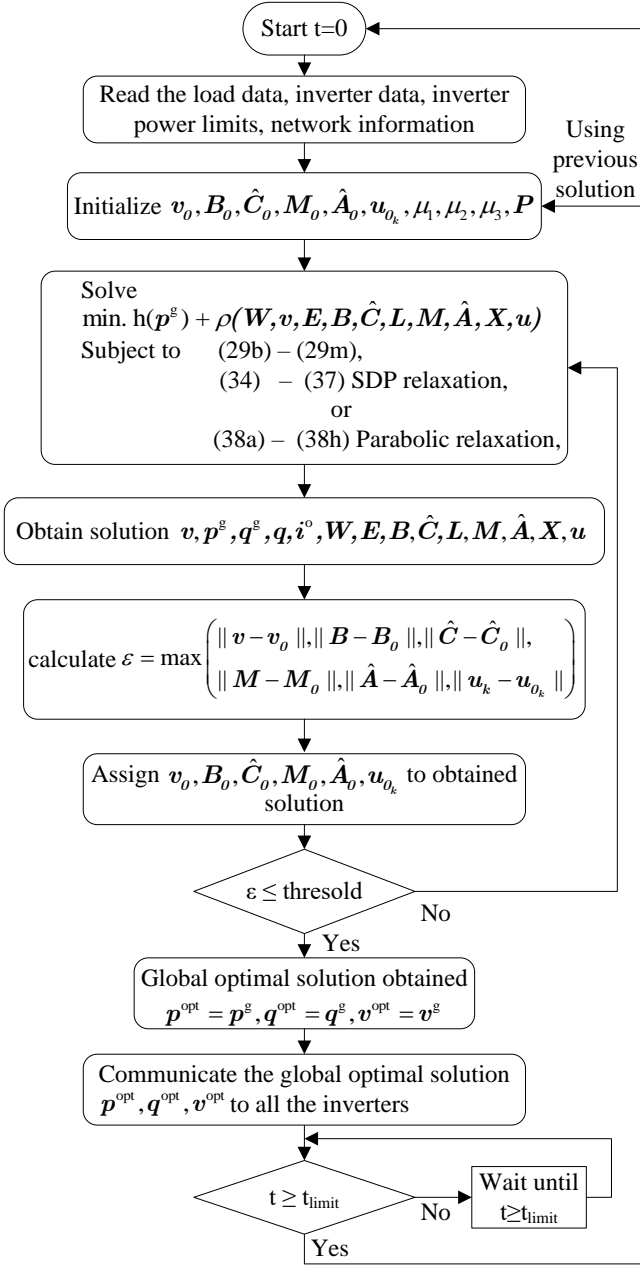 Start t=0
Read the load data, inverter data, inverter
power limits, network information
Using
previous
solution
Initialize v₀, B₀, Ĉ₀, M₀, Â₀, u₀ₖ, μ₁, μ₂, μ₃, P
Solve
min. h(pᵍ) + ρ(W,v,E,B,Ĉ,L,M,Â,X,u)
Subject to (29b) – (29m),
(34) – (37) SDP relaxation,
or
(38a) – (38h) Parabolic relaxation,
Obtain solution v, pᵍ, qᵍ, q, iᵒ, W, E, B, Ĉ, L, M, Â, X, u
calculate ε = max( || v – v₀ ||, || B – B₀ ||, || Ĉ – Ĉ₀ ||,
|| M – M₀ ||, || Â – Â₀ ||, || uₖ – u₀ₖ || )
Assign v₀, B₀, Ĉ₀, M₀, Â₀, u₀ₖ to obtained
solution
ε ≤ thresold
No
Yes
Global optimal solution obtained
pᵒᵖᵗ = pᵍ, qᵒᵖᵗ = qᵍ, vᵒᵖᵗ = vᵍ
Communicate the global optimal solution
pᵒᵖᵗ, qᵒᵖᵗ, vᵒᵖᵗ to all the inverters
t ≥ t_limit
No
Wait until
t≥t_limit
Yes